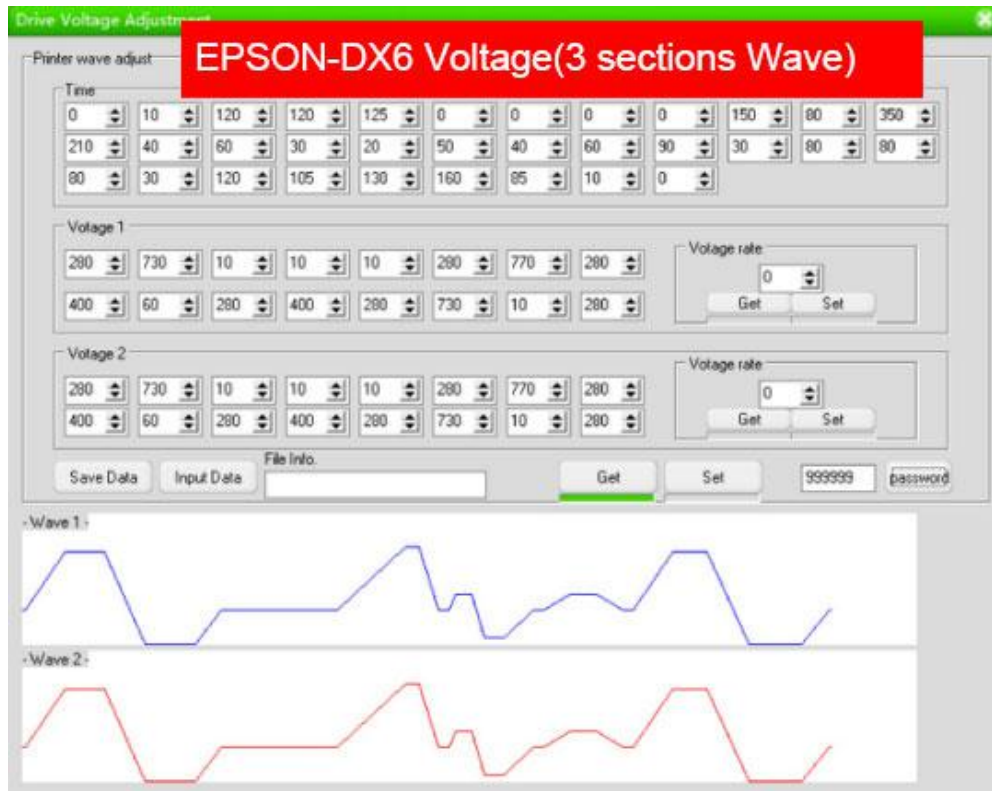 Drive Voltage Adjustment
EPSON-DX6 Voltage(3 sections Wave)
Printer wave adjust
Time
0 10 120 120 125 0 0 0 0 150 80 350
210 40 60 30 20 50 40 60 90 30 80 80
80 30 120 105 130 160 85 10 0
Votage 1
280 730 10 10 10 280 770 280
400 60 280 400 280 730 10 280
Votage rate
0
Get Set
Votage 2
280 730 10 10 10 280 770 280
400 60 280 400 280 730 10 280
Votage rate
0
Get Set
Save Data Input Data File Info. Get Set 999999 password
- Wave 1 -
- Wave 2 -